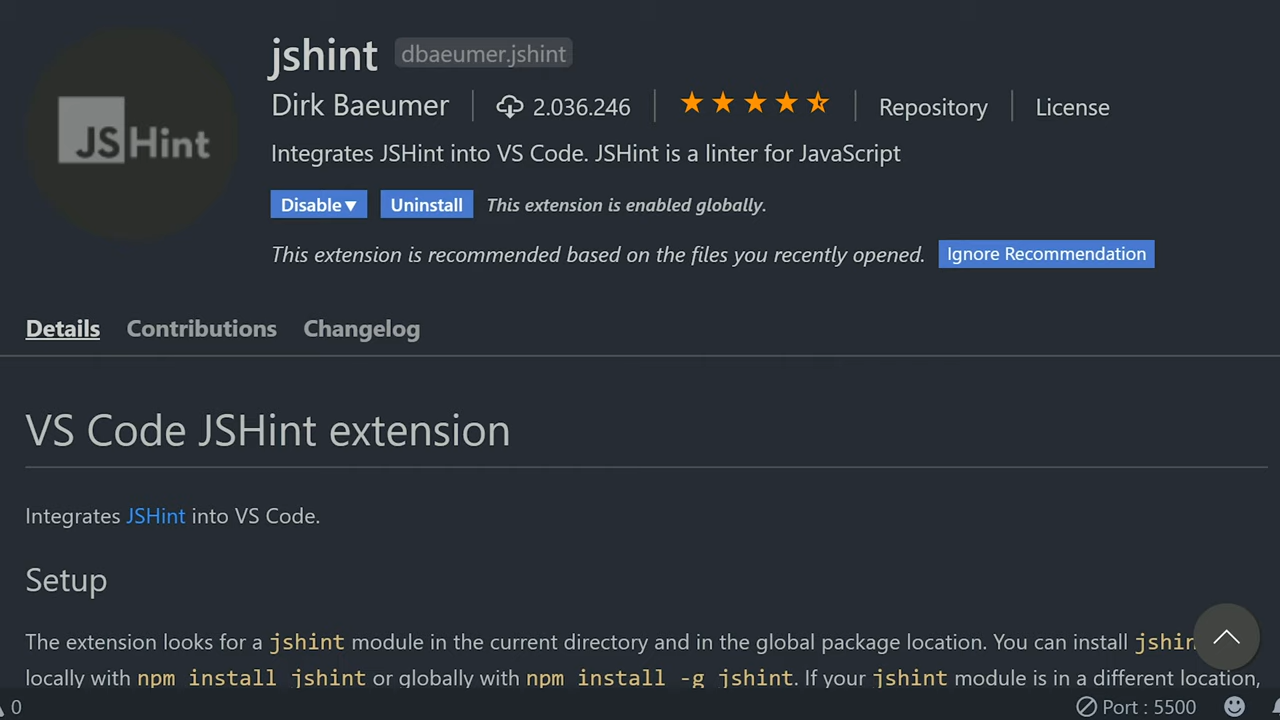 jshint dbaeumer.jshint
JS Hint
Dirk Baeumer 2.036.246 Repository License
Integrates JSHint into VS Code. JSHint is a linter for JavaScript
Disable Uninstall This extension is enabled globally.
This extension is recommended based on the files you recently opened. Ignore Recommendation
Details Contributions Changelog
VS Code JSHint extension
Integrates JSHint into VS Code.
Setup
The extension looks for a jshint module in the current directory and in the global package location. You can install
locally with npm install jshint or globally with npm install -g jshint. If your jshint module is in a different location,
0 Port : 5500